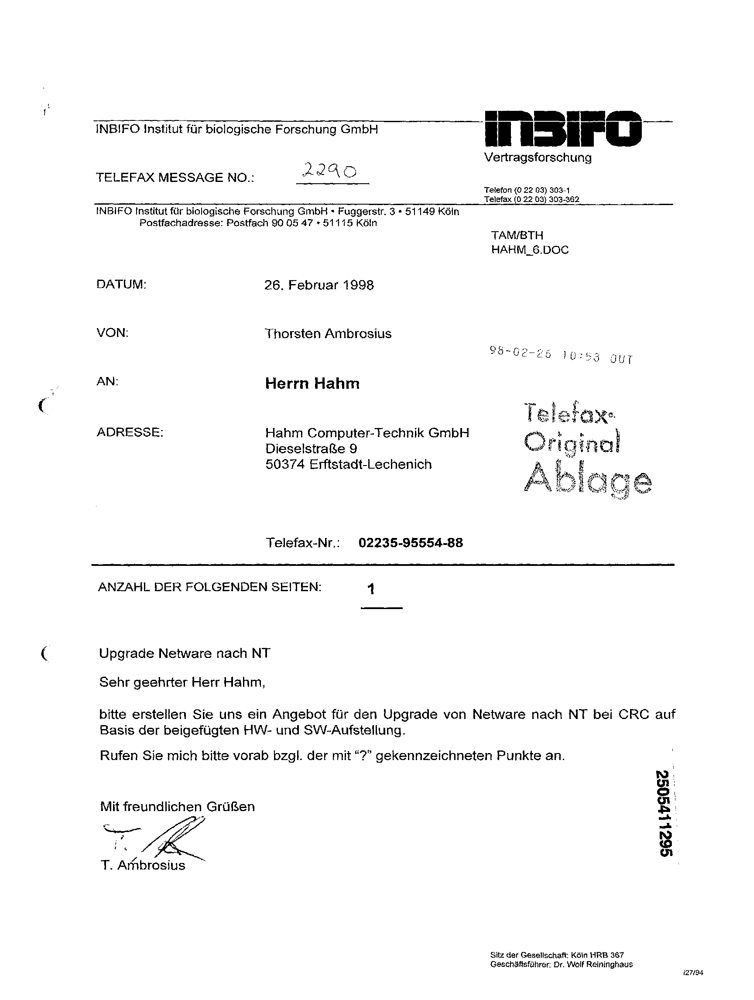 INBIFO Institut für biologische Forschung GmbH
INBIFO
Vertragsforschung
TELEFAX MESSAGE NO.: 2290
Telefon (0 22 03) 303-1
Telefax (0 22 03) 303-362
INBIFO Institut für biologische Forschung GmbH • Fuggerstr. 3 • 51149 Köln
Postfachadresse: Postfach 90 05 47 • 51115 Köln
TAM/BTH
HAHM_6.DOC
DATUM: 26. Februar 1998
VON: Thorsten Ambrosius
98-02-26 10:53 OUT
AN: Herrn Hahm
Telefax-
Original
Ablage
ADRESSE: Hahm Computer-Technik GmbH
Dieselstraße 9
50374 Erftstadt-Lechenich
Telefax-Nr.: 02235-95554-88
ANZAHL DER FOLGENDEN SEITEN: 1
Upgrade Netware nach NT
Sehr geehrter Herr Hahm,
bitte erstellen Sie uns ein Angebot für den Upgrade von Netware nach NT bei CRC auf
Basis der beigefügten HW- und SW-Aufstellung.
Rufen Sie mich bitte vorab bzgl. der mit "?" gekennzeichneten Punkte an.
Mit freundlichen Grüßen
T. Ambrosius
2505411295
Sitz der Gesellschaft: Köln HRB 367
Geschäftsführer: Dr. Wolf Reininghaus
/27/94